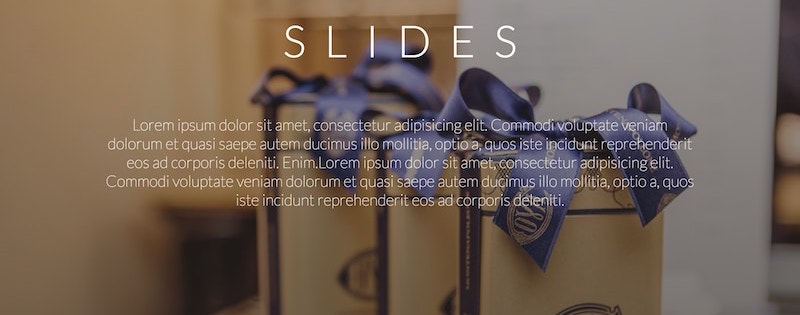 SLIDES
Lorem ipsum dolor sit amet, consectetur adipisicing elit. Commodi voluptate veniam
dolorum et quasi saepe autem ducimus illo mollitia, optio a, quos iste incidunt reprehenderit
eos ad corporis deleniti. Enim.Lorem ipsum dolor sit amet, consectetur adipisicing elit.
Commodi voluptate veniam dolorum et quasi saepe autem ducimus illo mollitia, optio a, quos
iste incidunt reprehenderit eos ad corporis deleniti.